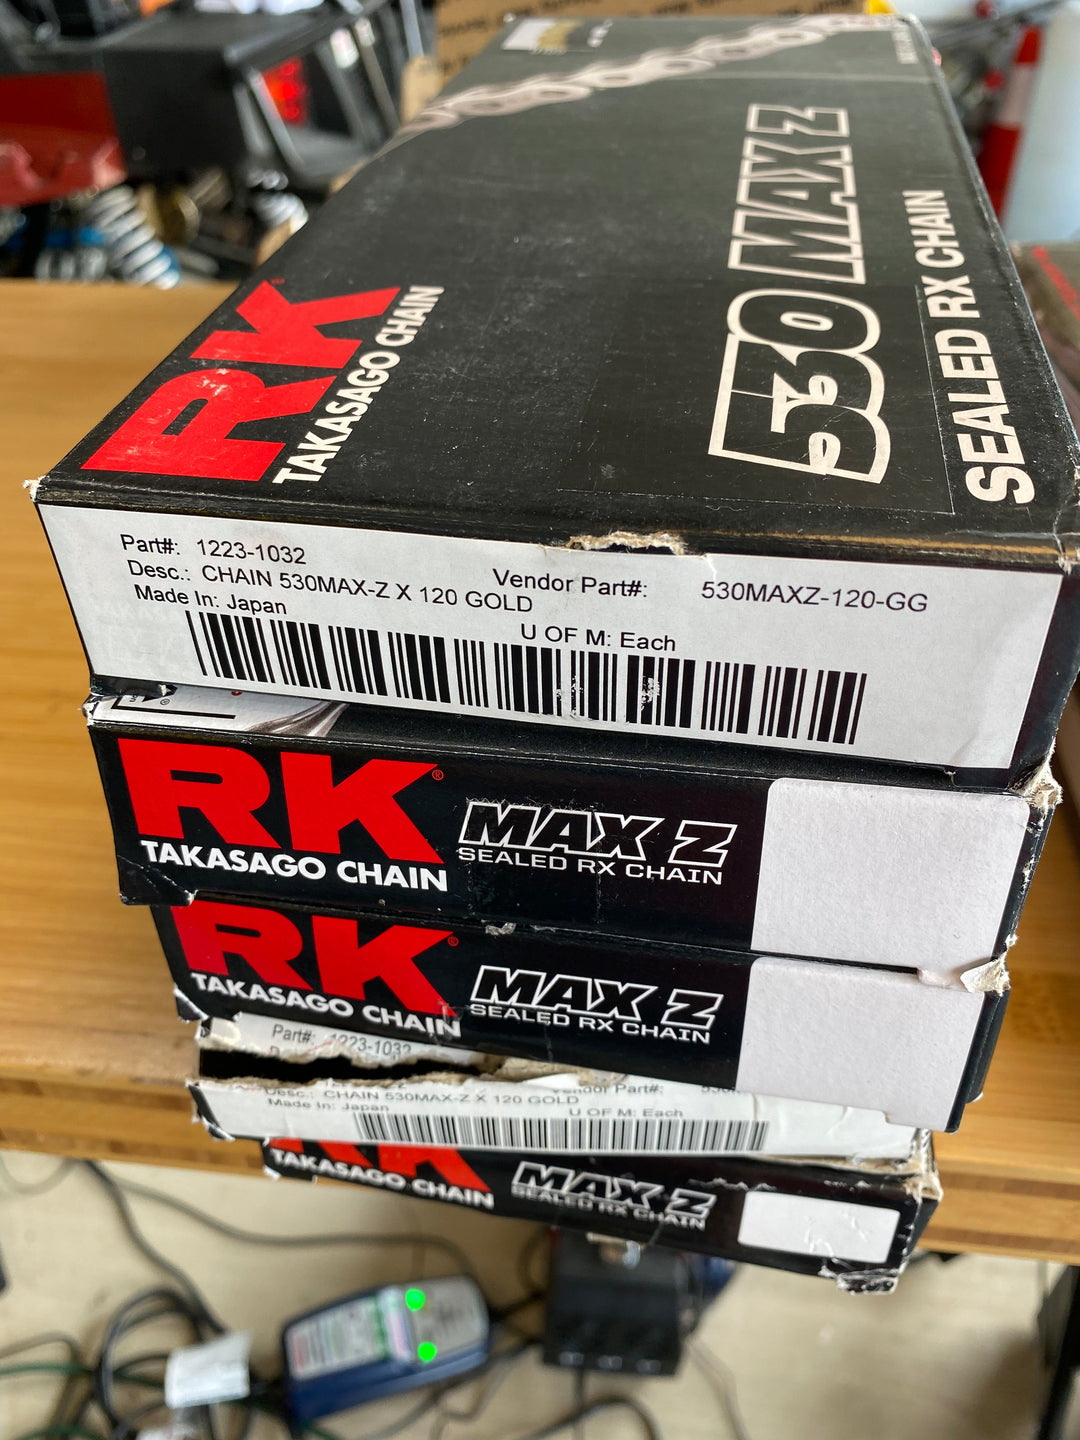 530 MAX Z
SEALED RX CHAIN
RK
TAKASAGO CHAIN
Part#: 1223-1032
Desc.: CHAIN 530MAX-Z X 120 GOLD
Made In: Japan
Vendor Part#: 530MAXZ-120-GG
U OF M: Each
RK®
TAKASAGO CHAIN
MAX Z
SEALED RX CHAIN
RK®
TAKASAGO CHAIN
MAX Z
SEALED RX CHAIN
Part#: 1223-1032
Desc.: CHAIN 530MAX-Z X 120 GOLD
Made In: Japan
Vendor Part#:
U OF M: Each
RK
TAKASAGO CHAIN
MAX Z
SEALED RX CHAIN